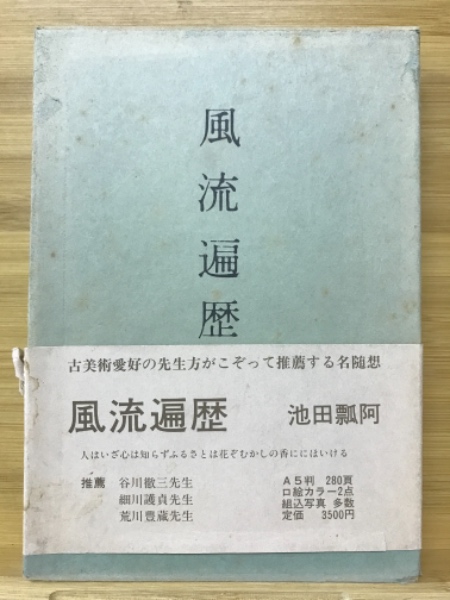 風流遍歴
古美術愛好の先生方がこぞって推薦する名随想
風流遍歴 池田瓢阿
人はいざ心は知らずふるさとは花ぞむかしの香ににほいける
推薦 谷川徹三先生
細川護貞先生
荒川豊蔵先生
A5判 280頁
口絵カラー2点
組込写真 多数
定価 3500円